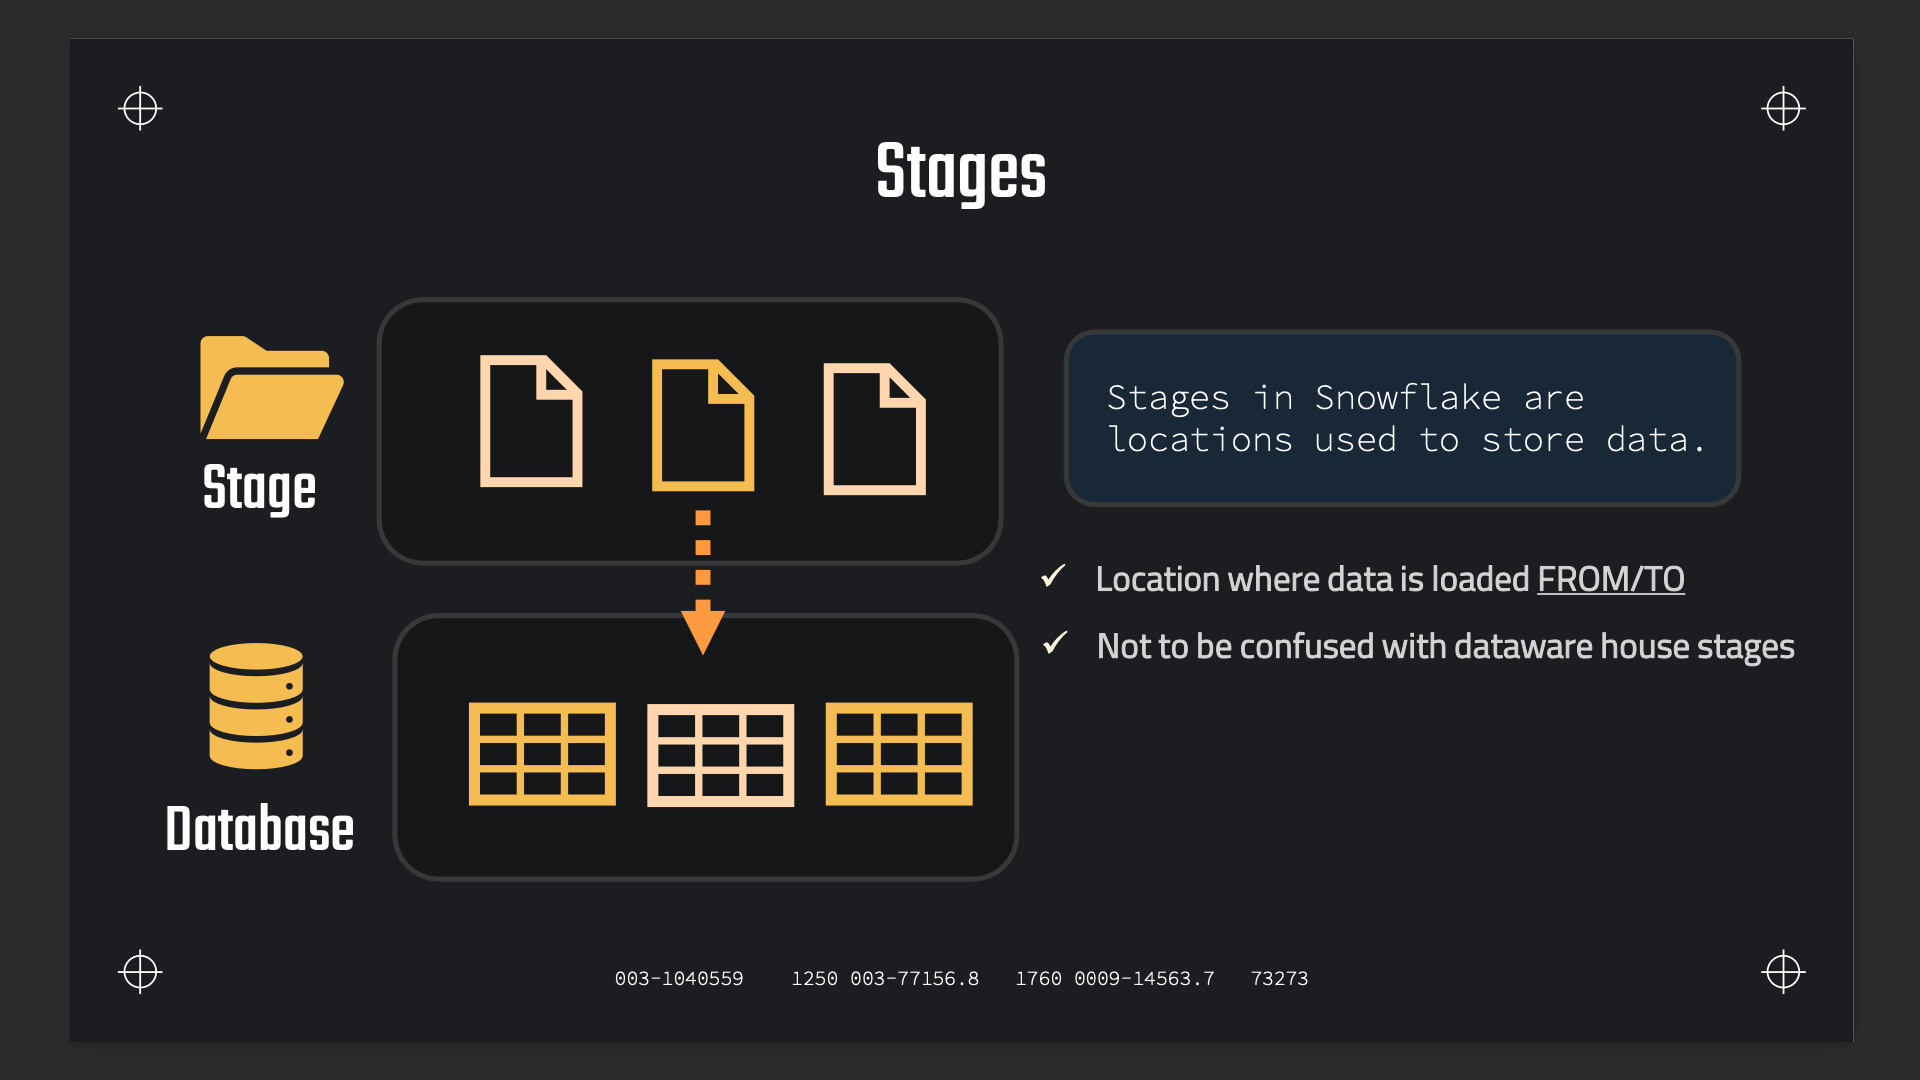 Stages
Stage
Stages in Snowflake are
locations used to store data.
Location where data is loaded FROM/TO
Not to be confused with dataware house stages
Database
003-1040559 1250 003-77156.8 1760 0009-14563.7 73273